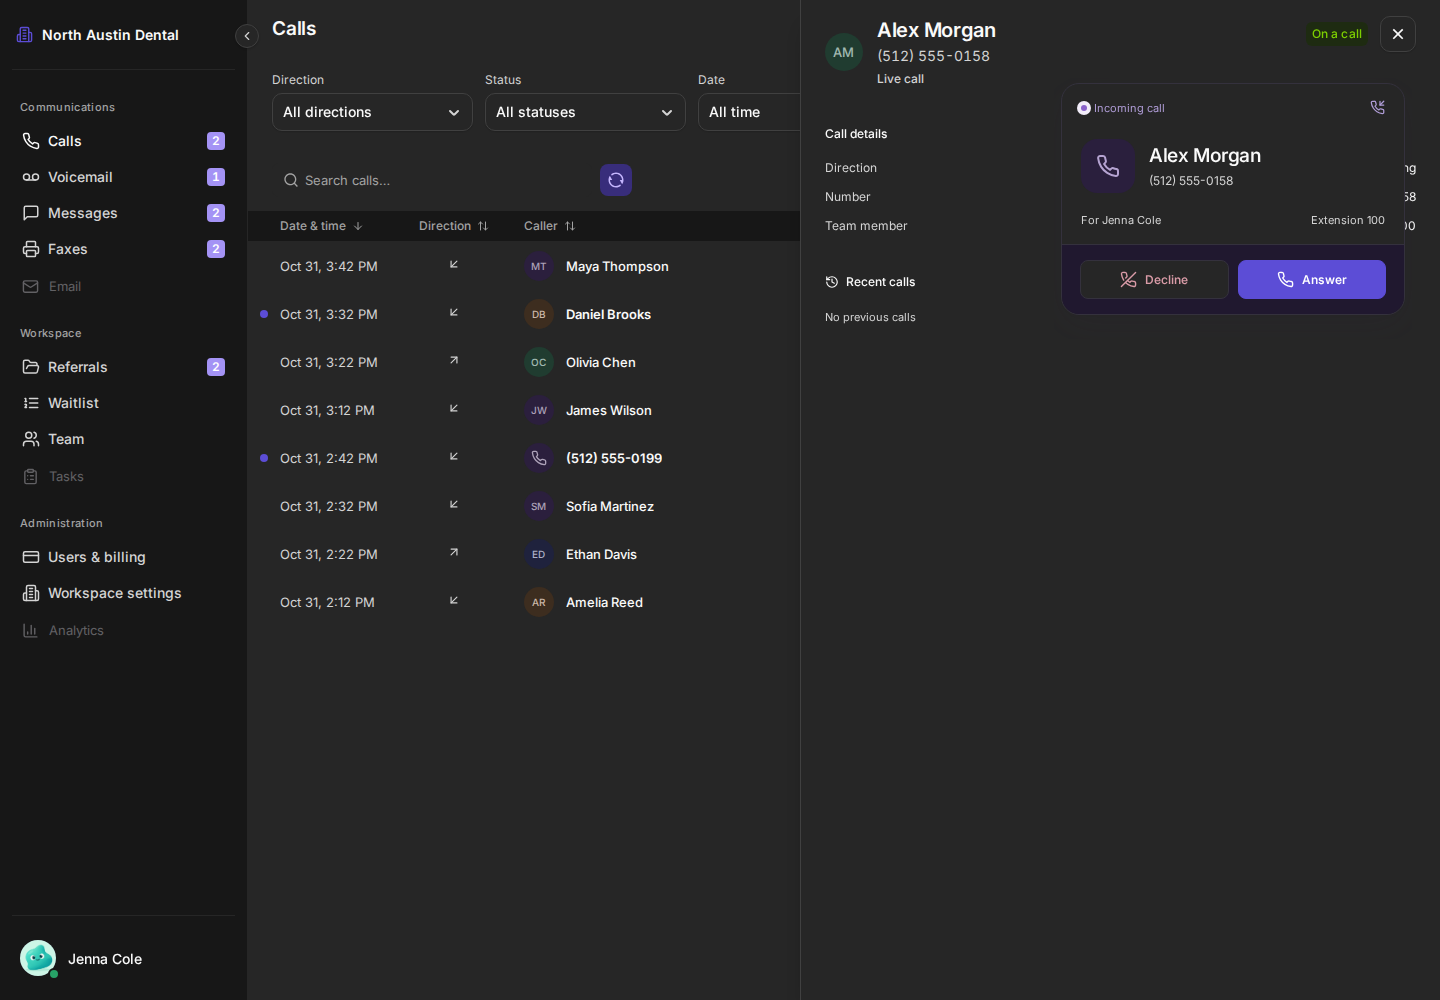 North Austin Dental
Communications
Calls 2
Voicemail 1
Messages 2
Faxes 2
Email
Workspace
Referrals 2
Waitlist
Team
Tasks
Administration
Users & billing
Workspace settings
Analytics
Jenna Cole
Calls
Direction Status Date
All directions All statuses All time
Search calls...
Date & time Direction Caller
Oct 31, 3:42 PM MT Maya Thompson
Oct 31, 3:32 PM DB Daniel Brooks
Oct 31, 3:22 PM OC Olivia Chen
Oct 31, 3:12 PM JW James Wilson
Oct 31, 2:42 PM (512) 555-0199
Oct 31, 2:32 PM SM Sofia Martinez
Oct 31, 2:22 PM ED Ethan Davis
Oct 31, 2:12 PM AR Amelia Reed
AM
Alex Morgan
(512) 555-0158
Live call
On a call
Call details
Direction
Number
Team member
Recent calls
No previous calls
Incoming call
Alex Morgan
(512) 555-0158
For Jenna Cole Extension 100
Decline Answer